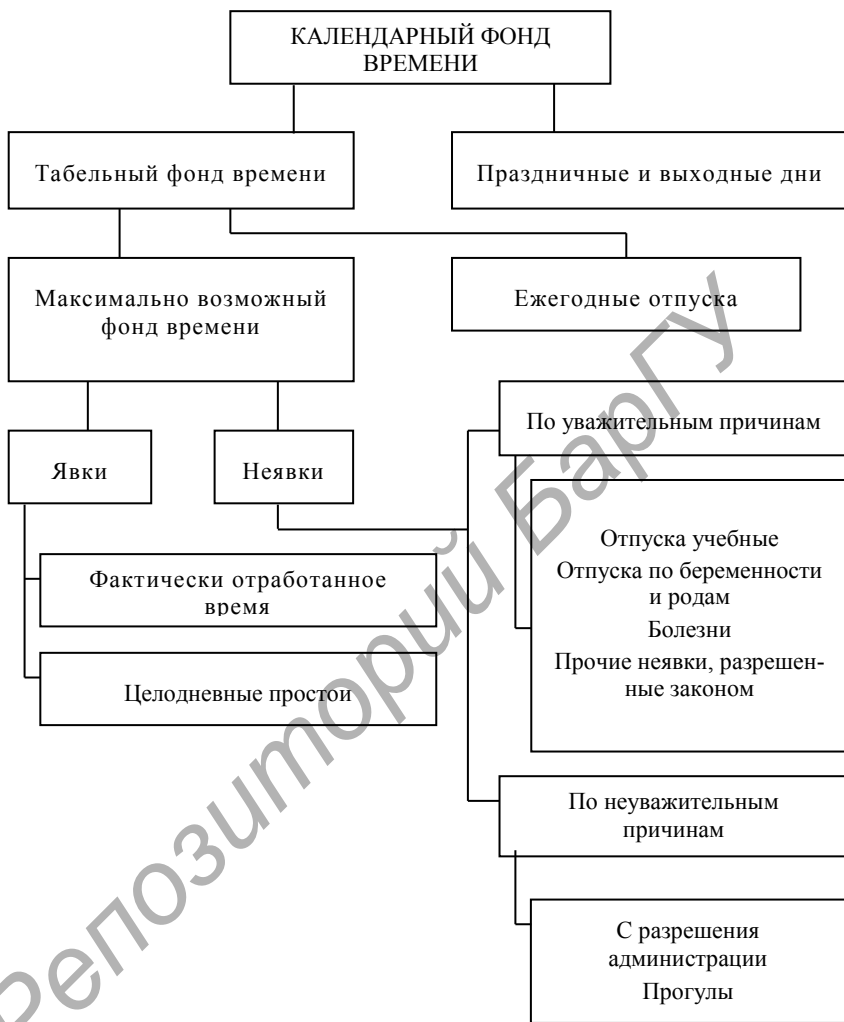 КАЛЕНДАРНЫЙ ФОНД
ВРЕМЕНИ
Табельный фонд времени
Праздничные и выходные дни
Максимально возможный
фонд времени
Ежегодные отпуска
По уважительным причинам
Явки
Неявки
Отпуска учебные
Отпуска по беременности
и родам
Болезни
Прочие неявки, разрешен-
ные законом
Фактически отработанное
время
Целодневные простои
По неуважительным
причинам
С разрешения
администрации
Прогулы
Репозиторий БарГУ